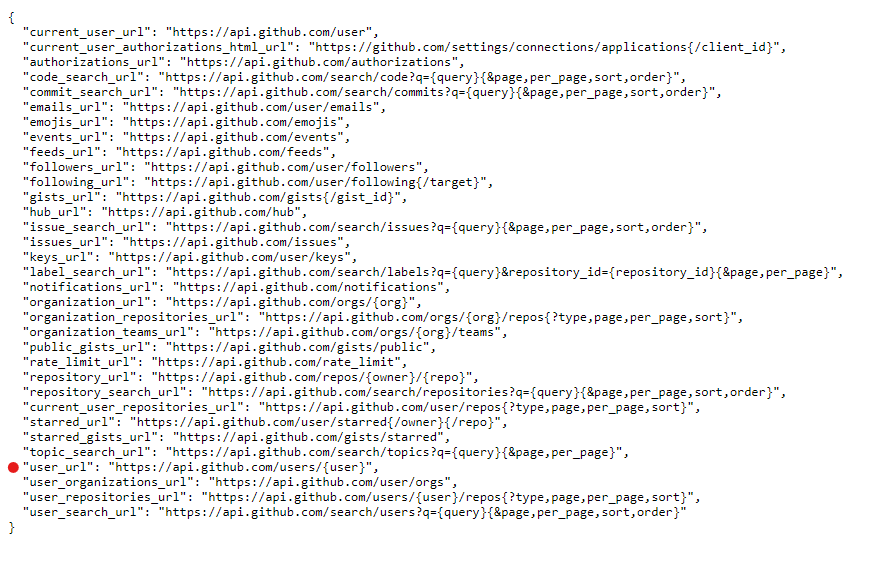 {
  "current_user_url": "https://api.github.com/user",
  "current_user_authorizations_html_url": "https://github.com/settings/connections/applications{/client_id}",
  "authorizations_url": "https://api.github.com/authorizations",
  "code_search_url": "https://api.github.com/search/code?q={query}{&page,per_page,sort,order}",
  "commit_search_url": "https://api.github.com/search/commits?q={query}{&page,per_page,sort,order}",
  "emails_url": "https://api.github.com/user/emails",
  "emojis_url": "https://api.github.com/emojis",
  "events_url": "https://api.github.com/events",
  "feeds_url": "https://api.github.com/feeds",
  "followers_url": "https://api.github.com/user/followers",
  "following_url": "https://api.github.com/user/following{/target}",
  "gists_url": "https://api.github.com/gists{/gist_id}",
  "hub_url": "https://api.github.com/hub",
  "issue_search_url": "https://api.github.com/search/issues?q={query}{&page,per_page,sort,order}",
  "issues_url": "https://api.github.com/issues",
  "keys_url": "https://api.github.com/user/keys",
  "label_search_url": "https://api.github.com/search/labels?q={query}&repository_id={repository_id}{&page,per_page}",
  "notifications_url": "https://api.github.com/notifications",
  "organization_url": "https://api.github.com/orgs/{org}",
  "organization_repositories_url": "https://api.github.com/orgs/{org}/repos{?type,page,per_page,sort}",
  "organization_teams_url": "https://api.github.com/orgs/{org}/teams",
  "public_gists_url": "https://api.github.com/gists/public",
  "rate_limit_url": "https://api.github.com/rate_limit",
  "repository_url": "https://api.github.com/repos/{owner}/{repo}",
  "repository_search_url": "https://api.github.com/search/repositories?q={query}{&page,per_page,sort,order}",
  "current_user_repositories_url": "https://api.github.com/user/repos{?type,page,per_page,sort}",
  "starred_url": "https://api.github.com/user/starred{/owner}{/repo}",
  "starred_gists_url": "https://api.github.com/gists/starred",
  "topic_search_url": "https://api.github.com/search/topics?q={query}{&page,per_page}",
  "user_url": "https://api.github.com/users/{user}",
  "user_organizations_url": "https://api.github.com/user/orgs",
  "user_repositories_url": "https://api.github.com/users/{user}/repos{?type,page,per_page,sort}",
  "user_search_url": "https://api.github.com/search/users?q={query}{&page,per_page,sort,order}"
}